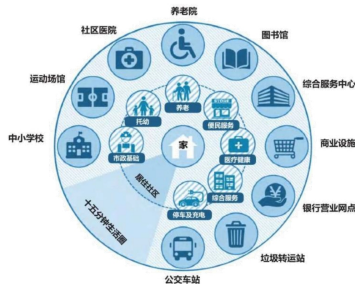 养老院
社区医院
图书馆
运动场馆
综合服务中心
中小学校
商业设施
银行营业网点
垃圾转运站
公交车站
养老
托幼
便民服务
市政基础
家
医疗健康
综合服务
停车及充电
居住社区
十五分钟生活圈